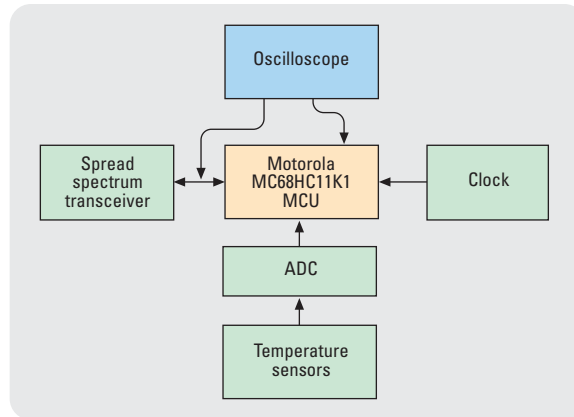 Oscilloscope
Spread
spectrum
transceiver
Motorola
MC68HC11K1
MCU
Clock
ADC
Temperature
sensors